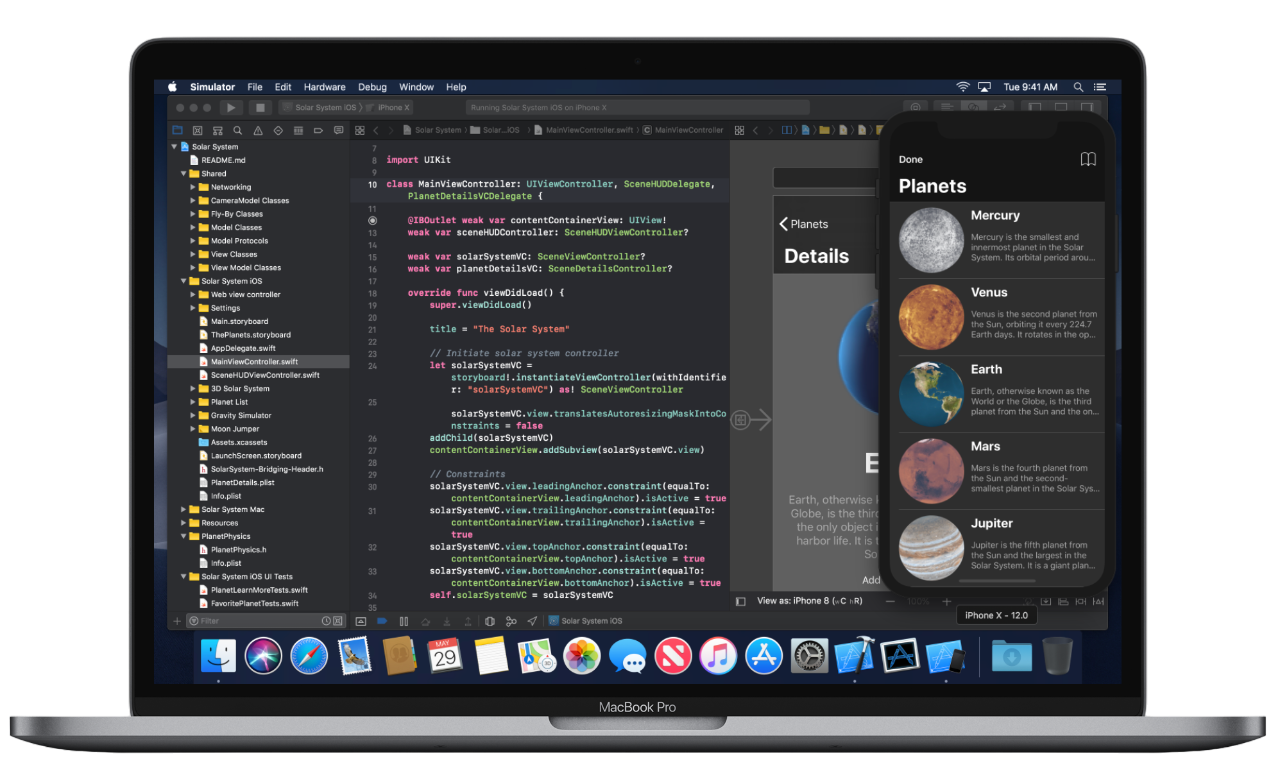 Simulator File Edit Hardware Debug Window Help
Tue 9:41 AM
Solar System iOS iPhone X
Running Solar System iOS on iPhone X
Solar System Solar...iOS MainViewController.swift MainViewController
Solar System
README.md
Shared
Networking
CameraModel Classes
Fly-By Classes
Model Classes
Model Protocols
View Classes
View Model Classes
Solar System iOS
Web view controller
Settings
Main.storyboard
ThePlanets.storyboard
AppDelegate.swift
MainViewController.swift
SceneHUDViewController.swift
3D Solar System
Planet List
Gravity Simulator
Moon Jumper
Assets.xcassets
LaunchScreen.storyboard
SolarSystem-Bridging-Header.h
PlanetDetails.plist
Info.plist
Solar System Mac
Resources
PlanetPhysics
PlanetPhysics.h
Info.plist
Solar System iOS UI Tests
PlanetLearnMoreTests.swift
FavoritePlanetTests.swift
Filter
7
8 import UIKit
9
10 class MainViewController: UIViewController, SceneHUDDelegate,
PlanetDetailsVCDelegate {
11
@IBOutlet weak var contentContainerView: UIView!
13 weak var sceneHUDController: SceneHUDViewController?
14
15 weak var solarSystemVC: SceneViewController?
16 weak var planetDetailsVC: SceneDetailsController?
17
18 override func viewDidLoad() {
19 super.viewDidLoad()
20
21 title = "The Solar System"
22
23 // Initiate solar system controller
24 let solarSystemVC =
storyboard!.instantiateViewController(withIdentifie
r: "solarSystemVC") as! SceneViewController
25
solarSystemVC.view.translatesAutoresizingMaskIntoCo
nstraints = false
26 addChild(solarSystemVC)
27 contentContainerView.addSubview(solarSystemVC.view)
28
29 // Constraints
30 solarSystemVC.view.leadingAnchor.constraint(equalTo:
contentContainerView.leadingAnchor).isActive = true
31 solarSystemVC.view.trailingAnchor.constraint(equalTo:
contentContainerView.trailingAnchor).isActive =
true
32 solarSystemVC.view.topAnchor.constraint(equalTo:
contentContainerView.topAnchor).isActive = true
33 solarSystemVC.view.bottomAnchor.constraint(equalTo:
contentContainerView.bottomAnchor).isActive = true
34 self.solarSystemVC = solarSystemVC
35
Solar System iOS
Planets
Details
E
Earth, otherwise
Globe, is the thir
the only object i
harbor life. It is
So
Add
View as: iPhone 8 (wC hR)
100%
Done
Planets
Mercury
Mercury is the smallest and
innermost planet in the Solar
System. Its orbital period arou...
Venus
Venus is the second planet from
the Sun, orbiting it every 224.7
Earth days. It rotates in the op...
Earth
Earth, otherwise known as the
World or the Globe, is the third
planet from the Sun and the on...
Mars
Mars is the fourth planet from
the Sun and the second-
smallest planet in the Solar Sys...
Jupiter
Jupiter is the fifth planet from
the Sun and the largest in the
Solar System. It is a giant plan...
iPhone X - 12.0
MAY
29
MacBook Pro